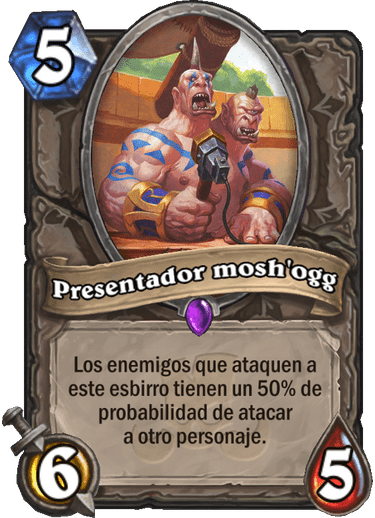 5
Presentador mosh'ogg
Los enemigos que ataquen a
este esbirro tienen un 50% de
probabilidad de atacar
a otro personaje.
6
5